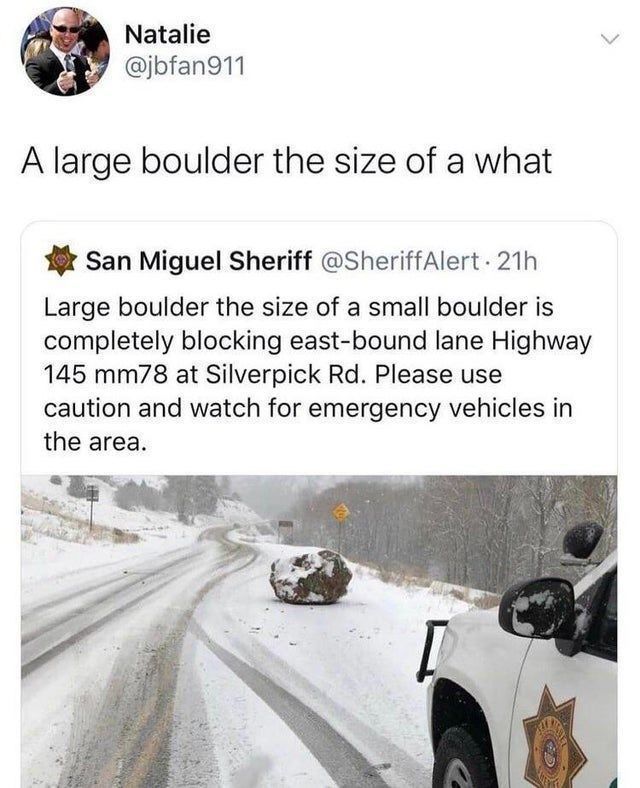 Natalie
@jbfan911
A large boulder the size of a what
San Miguel Sheriff @SheriffAlert · 21h
Large boulder the size of a small boulder is
completely blocking east-bound lane Highway
145 mm78 at Silverpick Rd. Please use
caution and watch for emergency vehicles in
the area.